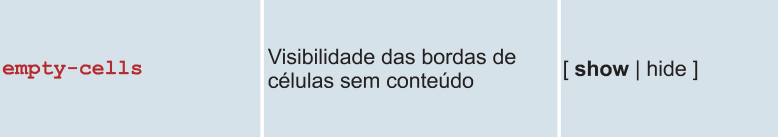 empty-cells
Visibilidade das bordas de
células sem conteúdo
[ show | hide ]